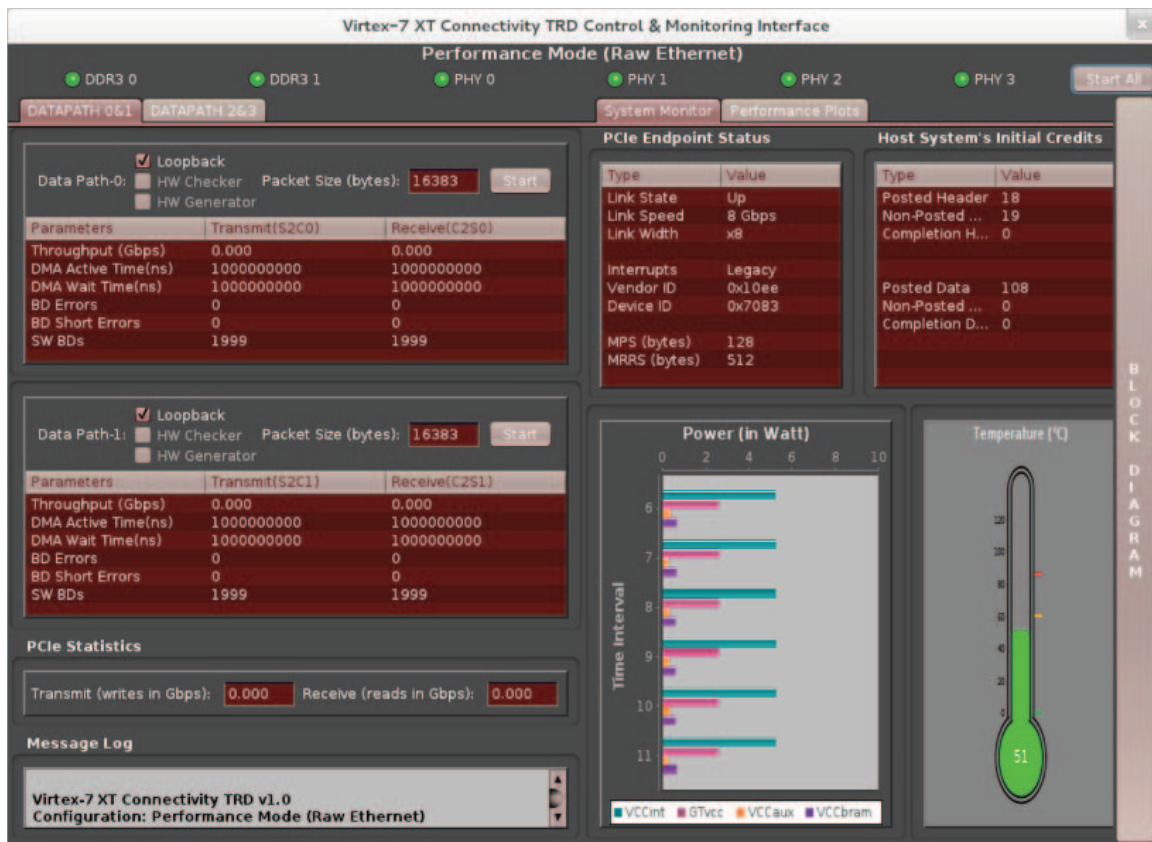 Virtex-7 XT Connectivity TRD Control & Monitoring Interface
x
Performance Mode (Raw Ethernet)
DDR3 0 DDR3 1 PHY 0 PHY 1 PHY 2 PHY 3 Start All
DATAPATH 0&1 DATAPATH 2&3
Loopback
Data Path-0: HW Checker Packet Size (bytes): 16383 Start
HW Generator
Parameters Transmit(S2C0) Receive(C2S0)
Throughput (Gbps) 0.000 0.000
DMA Active Time(ns) 1000000000 1000000000
DMA Wait Time(ns) 1000000000 1000000000
BD Errors 0 0
BD Short Errors 0 0
SW BDs 1999 1999
Loopback
Data Path-1: HW Checker Packet Size (bytes): 16383 Start
HW Generator
Parameters Transmit(S2C1) Receive(C2S1)
Throughput (Gbps) 0.000 0.000
DMA Active Time(ns) 1000000000 1000000000
DMA Wait Time(ns) 1000000000 1000000000
BD Errors 0 0
BD Short Errors 0 0
SW BDs 1999 1999
PCIe Statistics
Transmit (writes in Gbps): 0.000 Receive (reads in Gbps): 0.000
Message Log
Virtex-7 XT Connectivity TRD v1.0
Configuration: Performance Mode (Raw Ethernet)
System Monitor Performance Plots
PCIe Endpoint Status
Type Value
Link State Up
Link Speed 8 Gbps
Link Width x8
Interrupts Legacy
Vendor ID 0x10ee
Device ID 0x7083
MPS (bytes) 128
MRRS (bytes) 512
Host System's Initial Credits
Type Value
Posted Header 18
Non-Posted ... 19
Completion H... 0
Posted Data 108
Non-Posted ... 0
Completion D... 0
Power (in Watt)
0 2 4 6 8 10
Time Interval
6
7
8
9
10
11
VCCint GTvcc VCCaux VCCbram
Temperature (°C)
120
100
80
60
40
20
0
51
BLOCK DIAGRAM